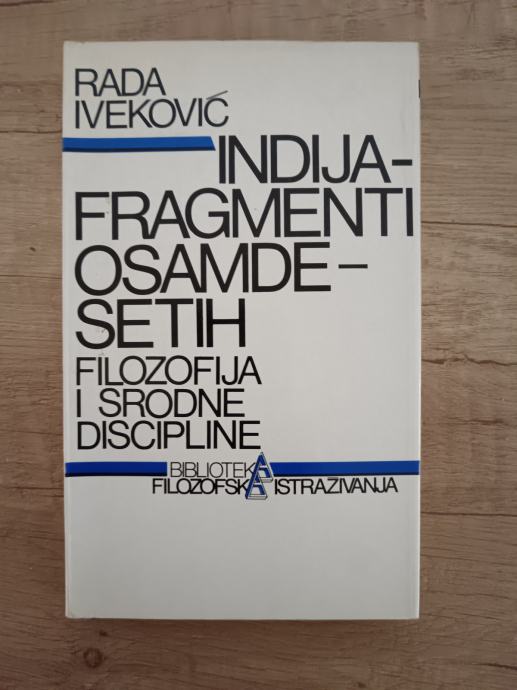 RADA
IVEKOVIĆ
INDIJA-
FRAGMENTI
OSAMDE-
SETIH
FILOZOFIJA
I SRODNE
DISCIPLINE
BIBLIOTEKA
FILOZOFSKA ISTRAŽIVANJA